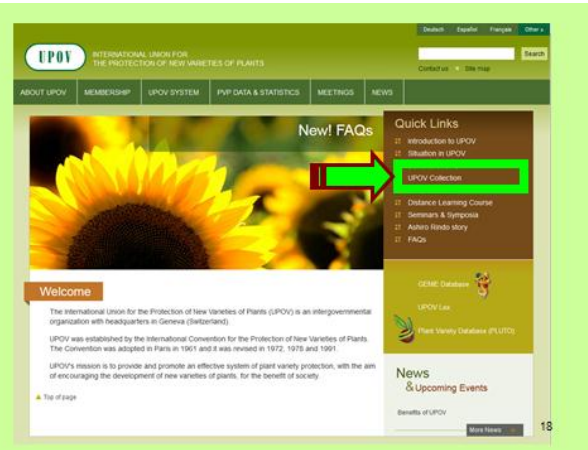 Deutsch Español Français Other »
UPOV
INTERNATIONAL UNION FOR
THE PROTECTION OF NEW VARIETIES OF PLANTS
Search
Contact us Site map
ABOUT UPOV MEMBERSHIP UPOV SYSTEM PVP DATA & STATISTICS MEETINGS NEWS
New! FAQs
Quick Links
Introduction to UPOV
Situation in UPOV
UPOV Collection
Distance Learning Course
Seminars & Symposia
Ashiro Rindo story
FAQs
GENIE Database
UPOV Lex
Plant Variety Database (PLUTO)
Welcome
The International Union for the Protection of New Varieties of Plants (UPOV) is an intergovernmental
organization with headquarters in Geneva (Switzerland).
UPOV was established by the International Convention for the Protection of New Varieties of Plants.
The Convention was adopted in Paris in 1961 and it was revised in 1972, 1978 and 1991.
UPOV's mission is to provide and promote an effective system of plant variety protection, with the aim
of encouraging the development of new varieties of plants, for the benefit of society.
Top of page
News
& Upcoming Events
Benefits of UPOV
More News
18